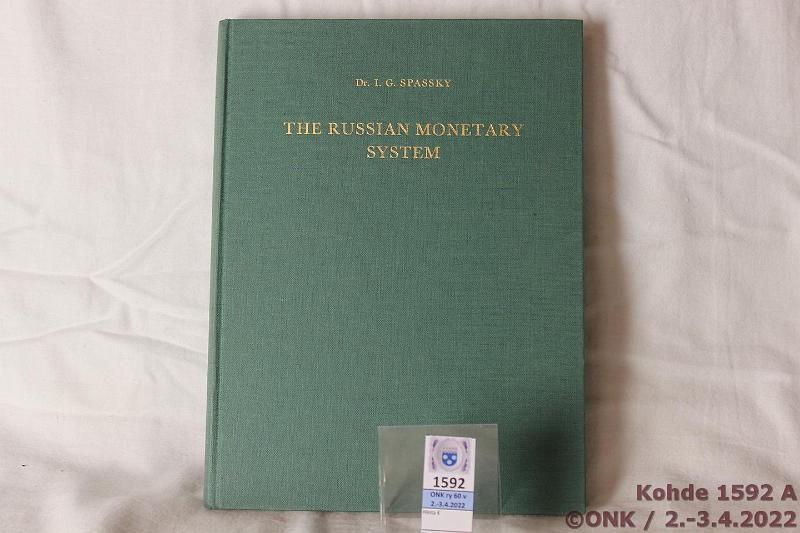 Dr. I. G. SPASSKY
THE RUSSIAN MONETARY
SYSTEM
1592
ONK ry 60 v
2.-3.4.2022
Hinta €
Kohde 1592 A
©ONK / 2.-3.4.2022